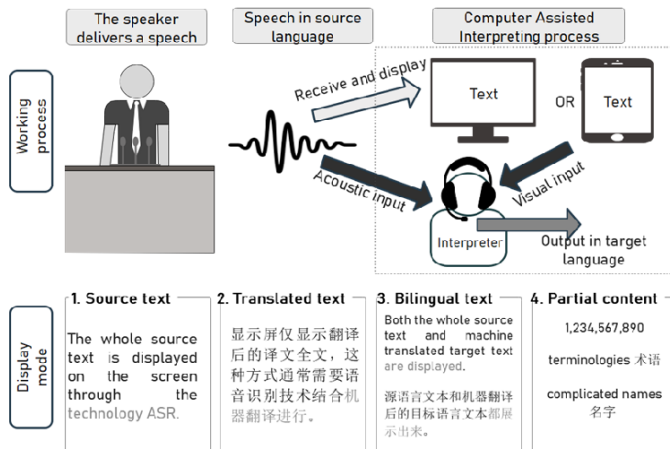 The speaker
delivers a speech
Speech in source
language
Computer Assisted
Interpreting process
Working
process
Receive and display
Text
OR
Text
Acoustic input
Visual input
Interpreter
Output in target
language
Display
mode
1. Source text
The whole source
text is displayed
on the screen
through the
technology ASR.
2. Translated text
显示屏仅显示翻译
后的译文全文，这
种方式通常需要语
音识别技术结合机
器翻译进行。
3. Bilingual text
Both the whole source
text and machine
translated target text
are displayed.
源语言文本和机器翻译
后的目标语言文本都展
示出来。
4. Partial content
1,234,567,890
terminologies 术语
complicated names
名字